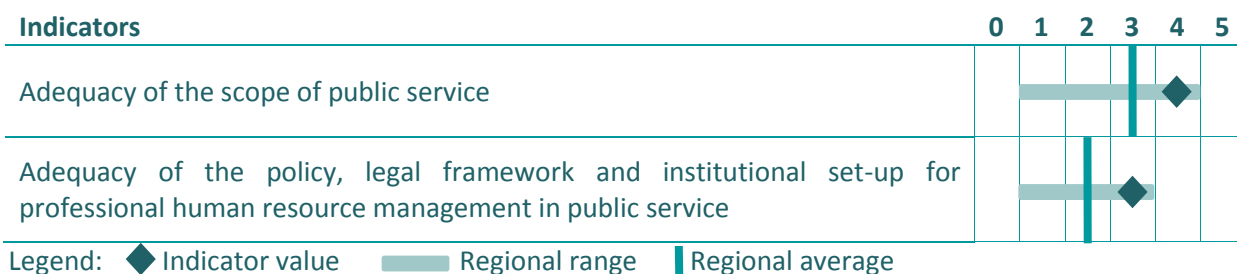 Indicators 0 1 2 3 4 5
Adequacy of the scope of public service
Adequacy of the policy, legal framework and institutional set-up for
professional human resource management in public service
Legend: Indicator value Regional range Regional average